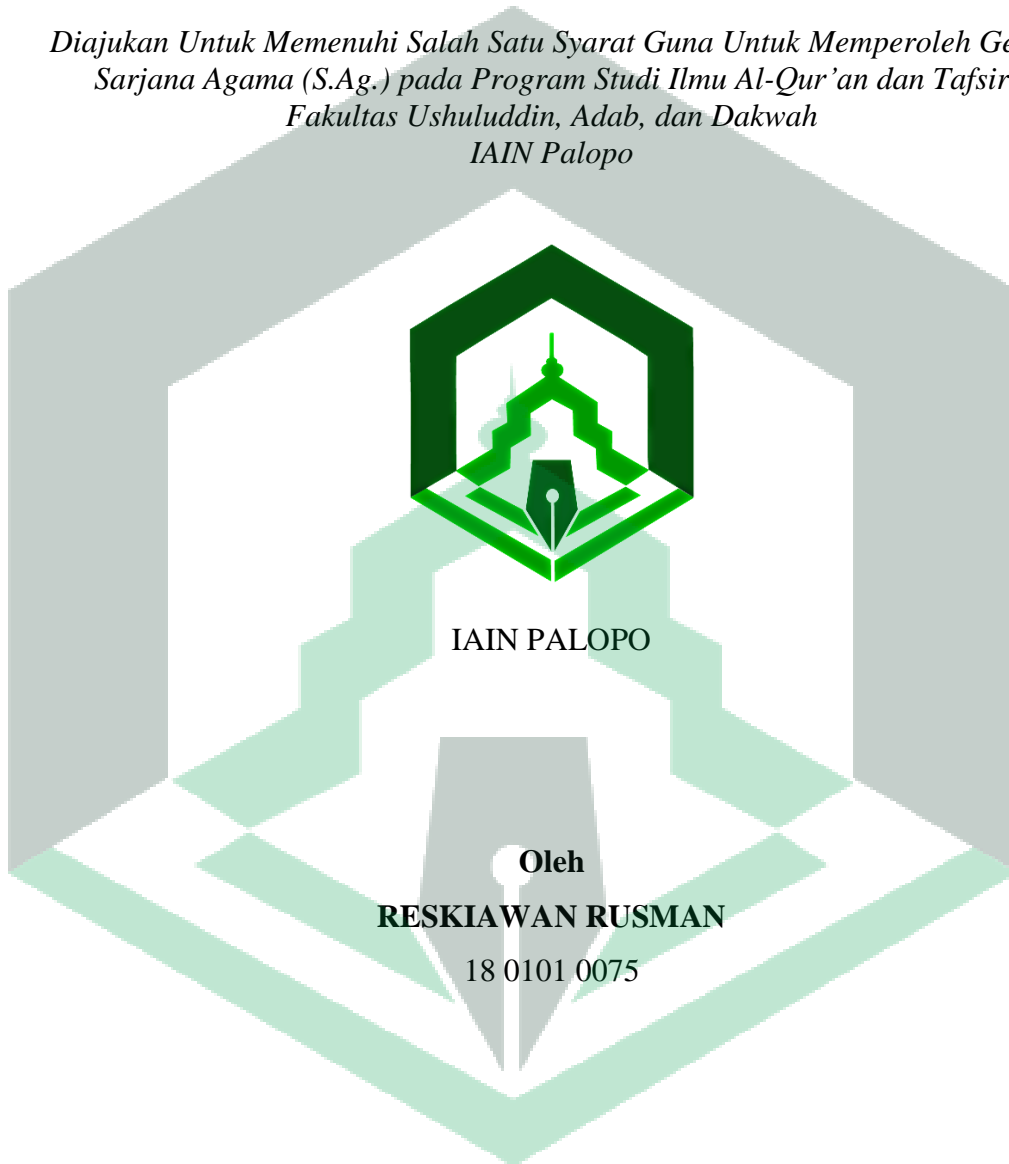 Diajukan Untuk Memenuhi Salah Satu Syarat Guna Untuk Memperoleh Ge
Sarjana Agama (S.Ag.) pada Program Studi Ilmu Al-Qur’an dan Tafsir
Fakultas Ushuluddin, Adab, dan Dakwah
IAIN Palopo
IAIN PALOPO
Oleh
RESKIAWAN RUSMAN
18 0101 0075